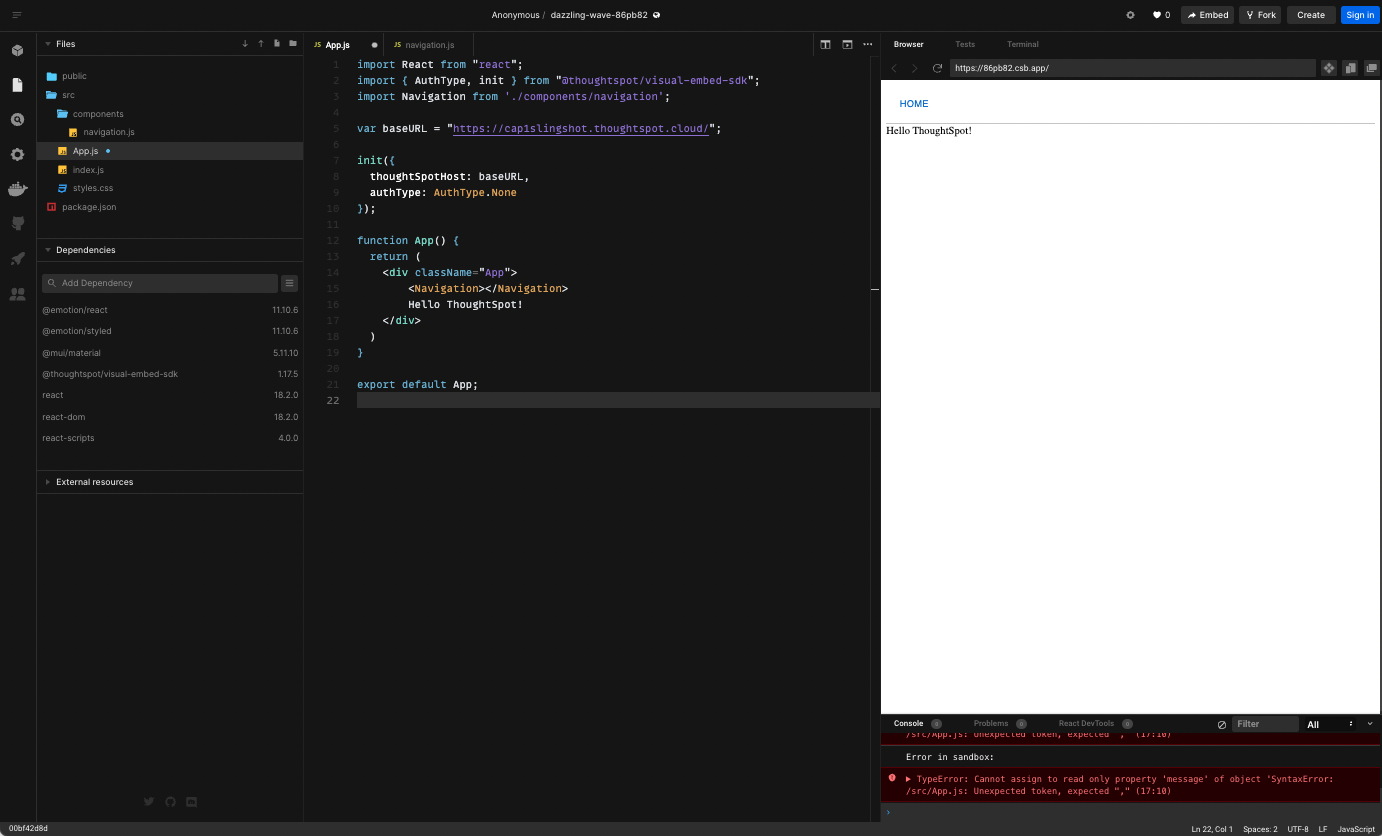 Anonymous / dazzling-wave-86pb82
0
Embed
Fork
Create
Sign in
Files
public
src
components
navigation.js
App.js
index.js
styles.css
package.json
Dependencies
Add Dependency
@emotion/react 11.10.6
@emotion/styled 11.10.6
@mui/material 5.11.10
@thoughtspot/visual-embed-sdk 1.17.5
react 18.2.0
react-dom 18.2.0
react-scripts 4.0.0
External resources
JS App.js
JS navigation.js
1 import React from "react";
2 import { AuthType, init } from "@thoughtspot/visual-embed-sdk";
3 import Navigation from './components/navigation';
4
5 var baseURL = "https://cap1slingshot.thoughtspot.cloud/";
6
7 init({
8 thoughtSpotHost: baseURL,
9 authType: AuthType.None
10 });
11
12 function App() {
13 return (
14 <div className="App">
15 <Navigation></Navigation>
16 Hello ThoughtSpot!
17 </div>
18 )
19 }
20
21 export default App;
22
Browser Tests Terminal
https://86pb82.csb.app/
HOME
Hello ThoughtSpot!
Console 0 Problems 0 React DevTools 0 Filter All
/src/App.js: Unexpected token, expected "," (17:10)
Error in sandbox:
TypeError: Cannot assign to read only property 'message' of object 'SyntaxError:
/src/App.js: Unexpected token, expected "," (17:10)
00bf42d8d
Ln 22, Col 1 Spaces: 2 UTF-8 LF JavaScript